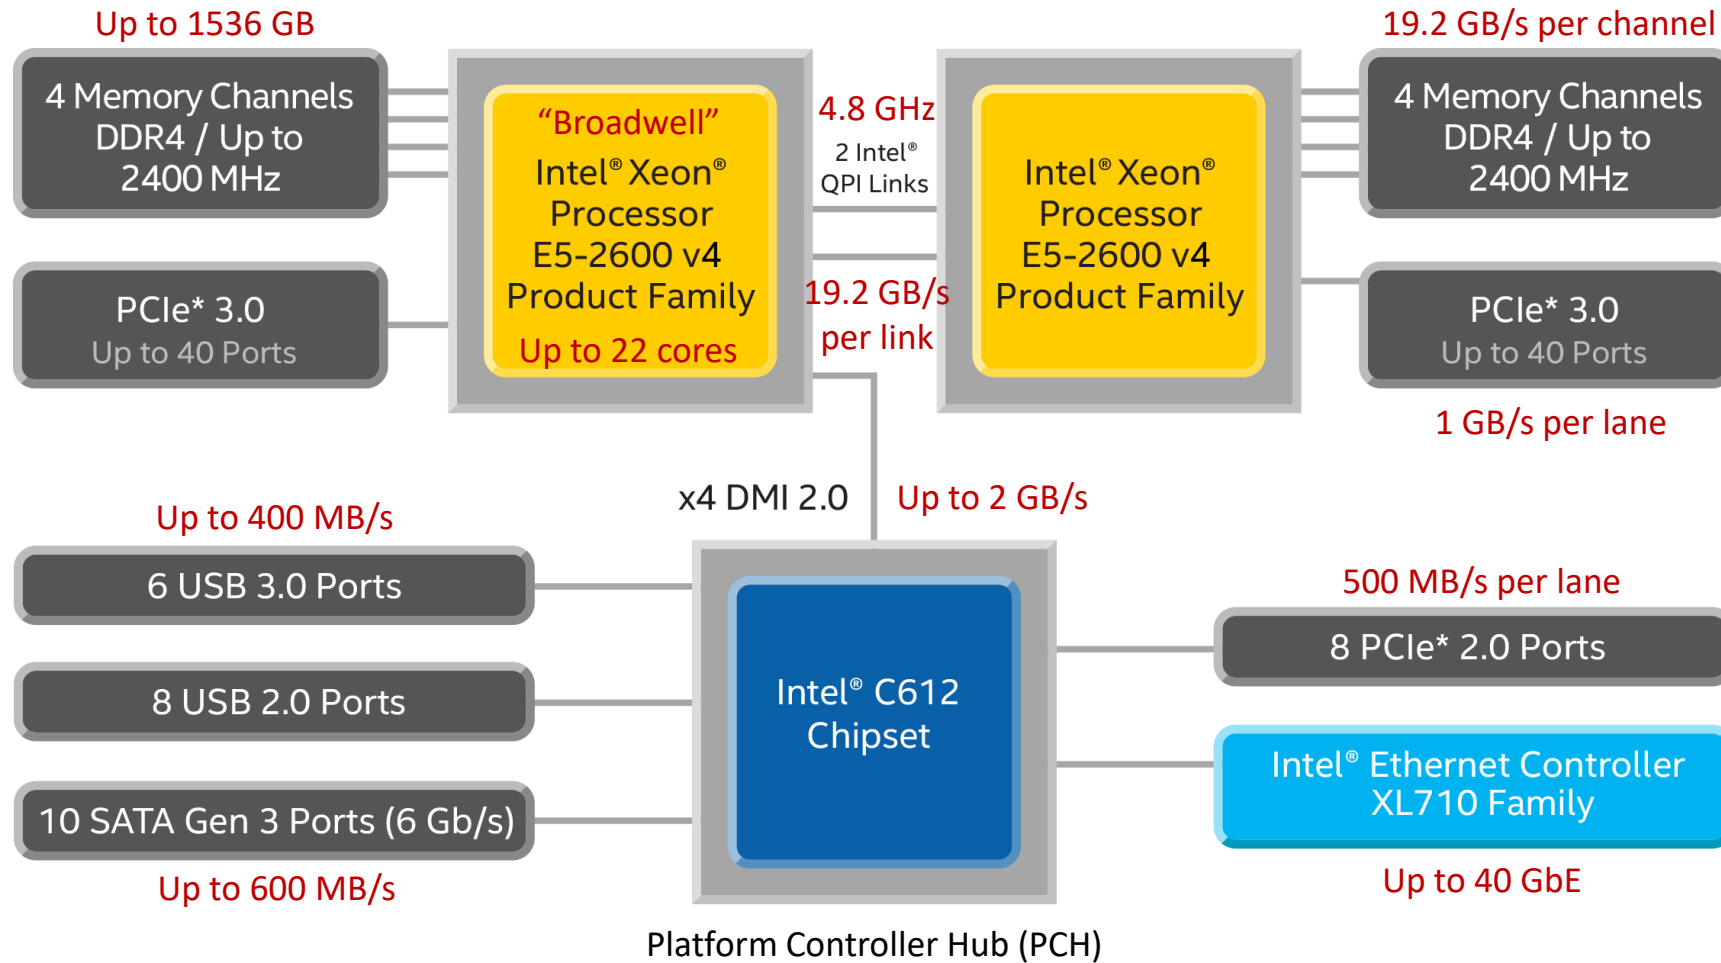 Up to 1536 GB
4 Memory Channels
DDR4 / Up to
2400 MHz
PCIe* 3.0
Up to 40 Ports
“Broadwell”
Intel® Xeon®
Processor
E5-2600 v4
Product Family
Up to 22 cores
4.8 GHz
2 Intel®
QPI Links
19.2 GB/s
per link
Intel® Xeon®
Processor
E5-2600 v4
Product Family
19.2 GB/s per channel
4 Memory Channels
DDR4 / Up to
2400 MHz
PCIe* 3.0
Up to 40 Ports
1 GB/s per lane
x4 DMI 2.0
Up to 2 GB/s
Up to 400 MB/s
6 USB 3.0 Ports
8 USB 2.0 Ports
10 SATA Gen 3 Ports (6 Gb/s)
Up to 600 MB/s
Intel® C612
Chipset
500 MB/s per lane
8 PCIe* 2.0 Ports
Intel® Ethernet Controller
XL710 Family
Up to 40 GbE
Platform Controller Hub (PCH)